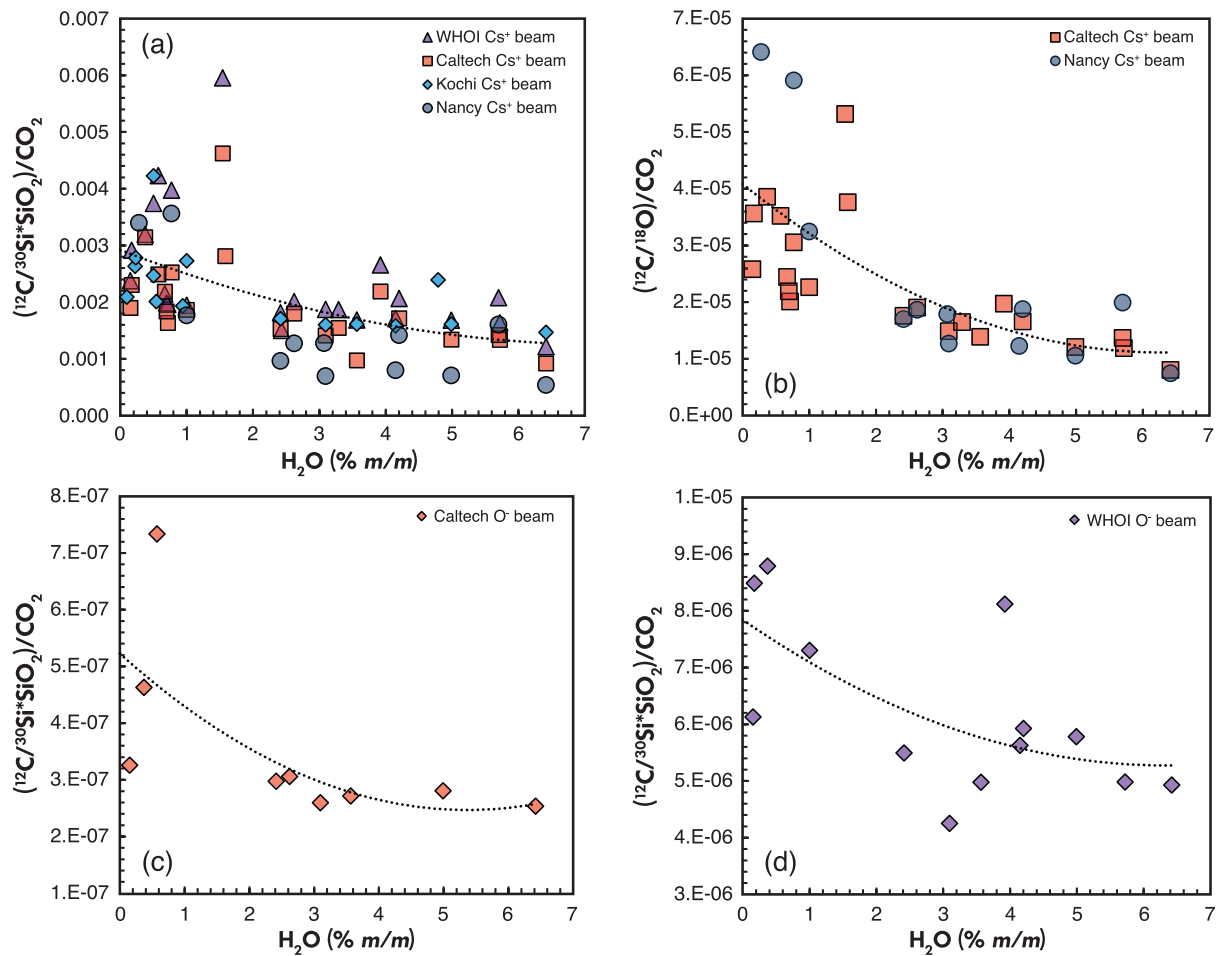 (a)
WHOI Cs⁺ beam
Caltech Cs⁺ beam
Kochi Cs⁺ beam
Nancy Cs⁺ beam
0.007
0.006
0.005
0.004
0.003
0.002
0.001
0.000
(¹²C/³⁰Si*SiO₂)/CO₂
0 1 2 3 4 5 6 7
H₂O (% m/m)
(b)
Caltech Cs⁺ beam
Nancy Cs⁺ beam
7.E-05
6.E-05
5.E-05
4.E-05
3.E-05
2.E-05
1.E-05
0.E+00
(¹²C/¹⁸O)/CO₂
0 1 2 3 4 5 6 7
H₂O (% m/m)
(c)
Caltech O⁻ beam
8.E-07
7.E-07
6.E-07
5.E-07
4.E-07
3.E-07
2.E-07
1.E-07
(¹²C/³⁰Si*SiO₂)/CO₂
0 1 2 3 4 5 6 7
H₂O (% m/m)
(d)
WHOI O⁻ beam
1.E-05
9.E-06
8.E-06
7.E-06
6.E-06
5.E-06
4.E-06
3.E-06
(¹²C/³⁰Si*SiO₂)/CO₂
0 1 2 3 4 5 6 7
H₂O (% m/m)